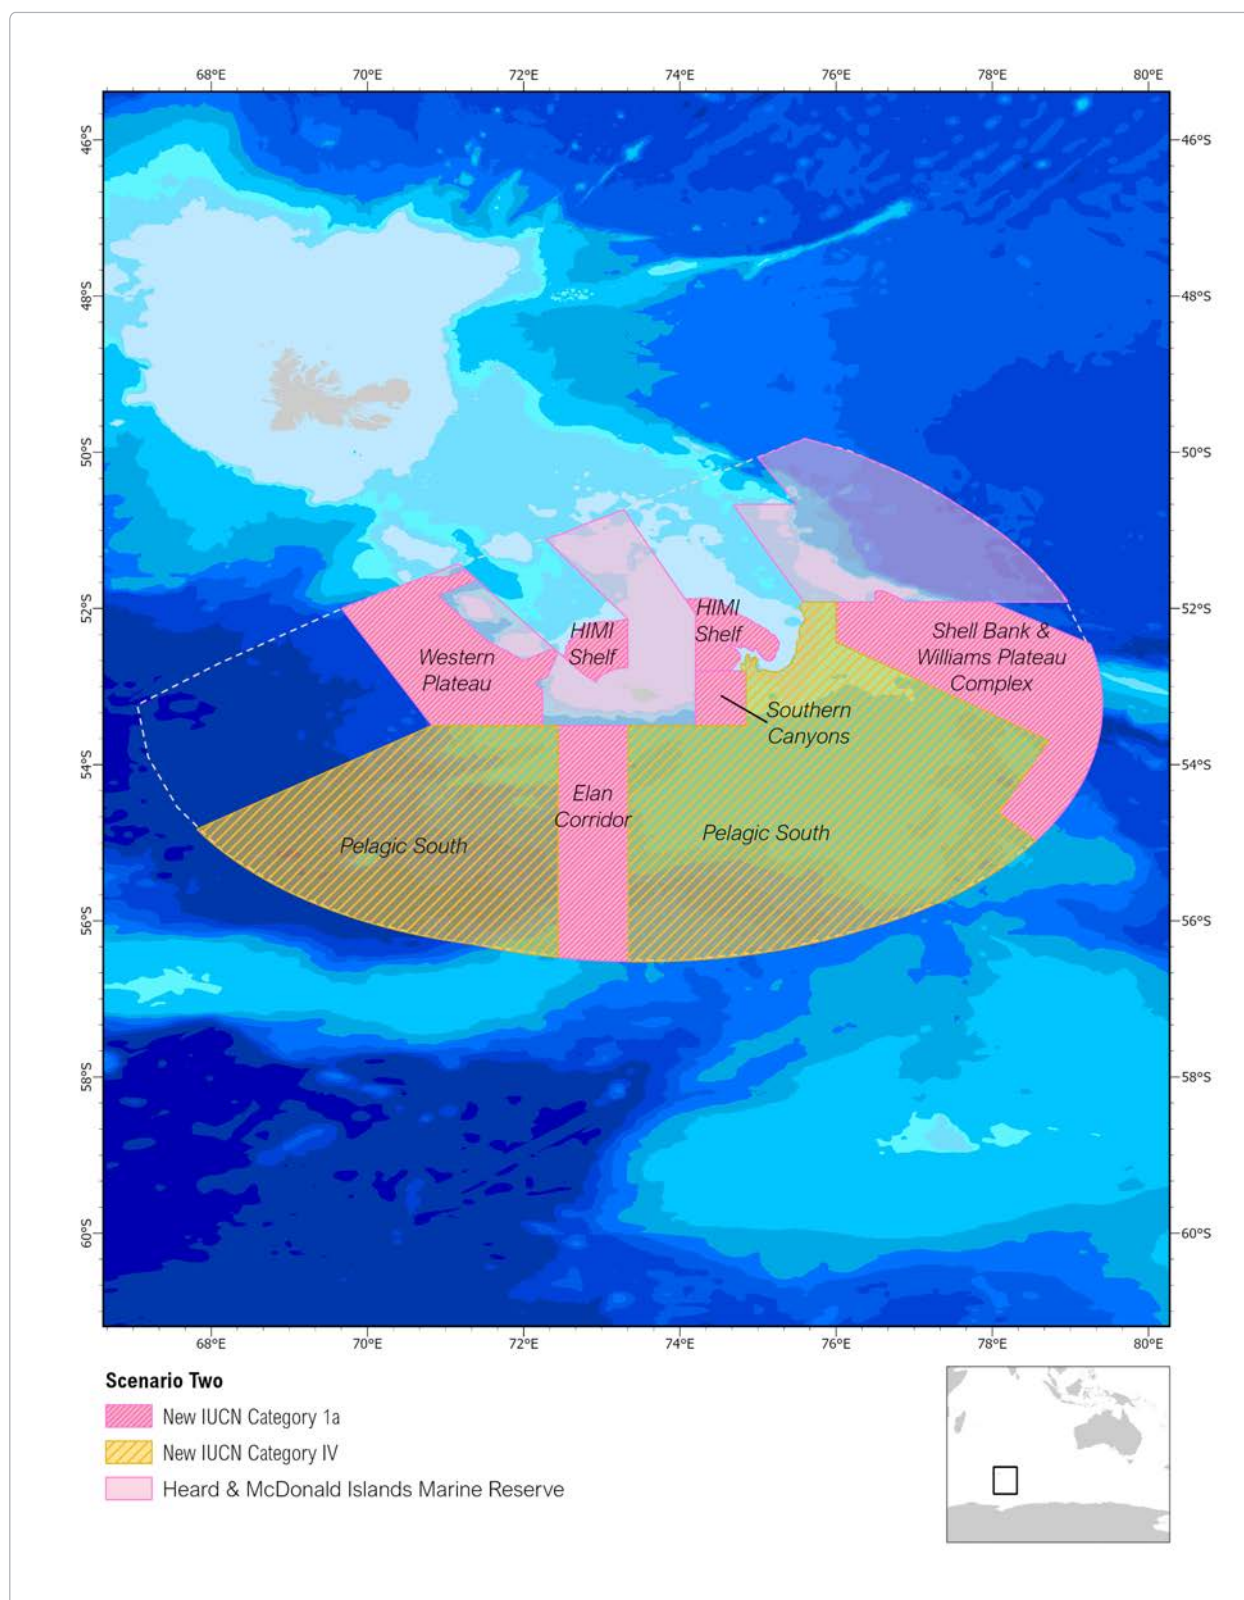 68°E 70°E 72°E 74°E 76°E 78°E 80°E
46°S 46°S
48°S 48°S
50°S 50°S
52°S 52°S
HIMI
Shelf
HIMI
Shelf
Western
Plateau
Shell Bank &
Williams Plateau
Complex
Southern
Canyons
54°S 54°S
Elan
Corridor
Pelagic South
Pelagic South
56°S 56°S
58°S 58°S
60°S 60°S
68°E 70°E 72°E 74°E 76°E 78°E 80°E
Scenario Two
New IUCN Category 1a
New IUCN Category IV
Heard & McDonald Islands Marine Reserve